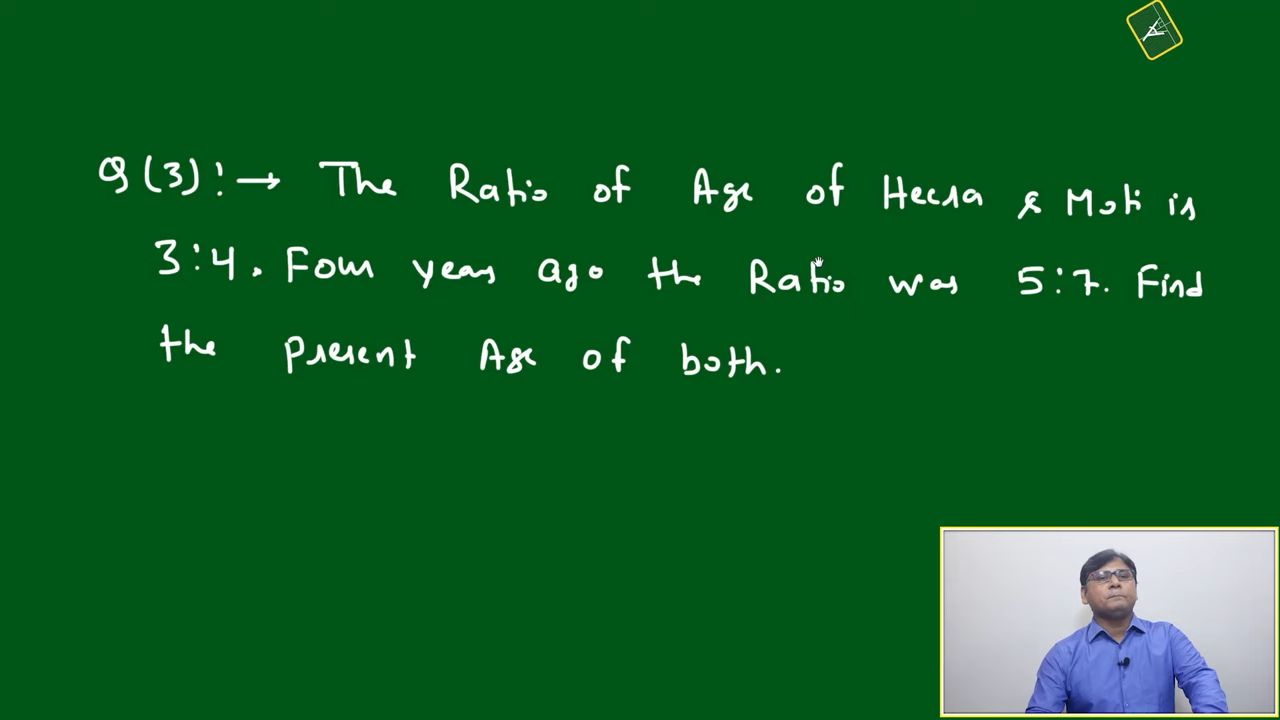 Q (3) :→ The Ratio of Age of Heera & Moti is
3:4. Four years ago the Ratio was 5:7. Find
the present Age of both.